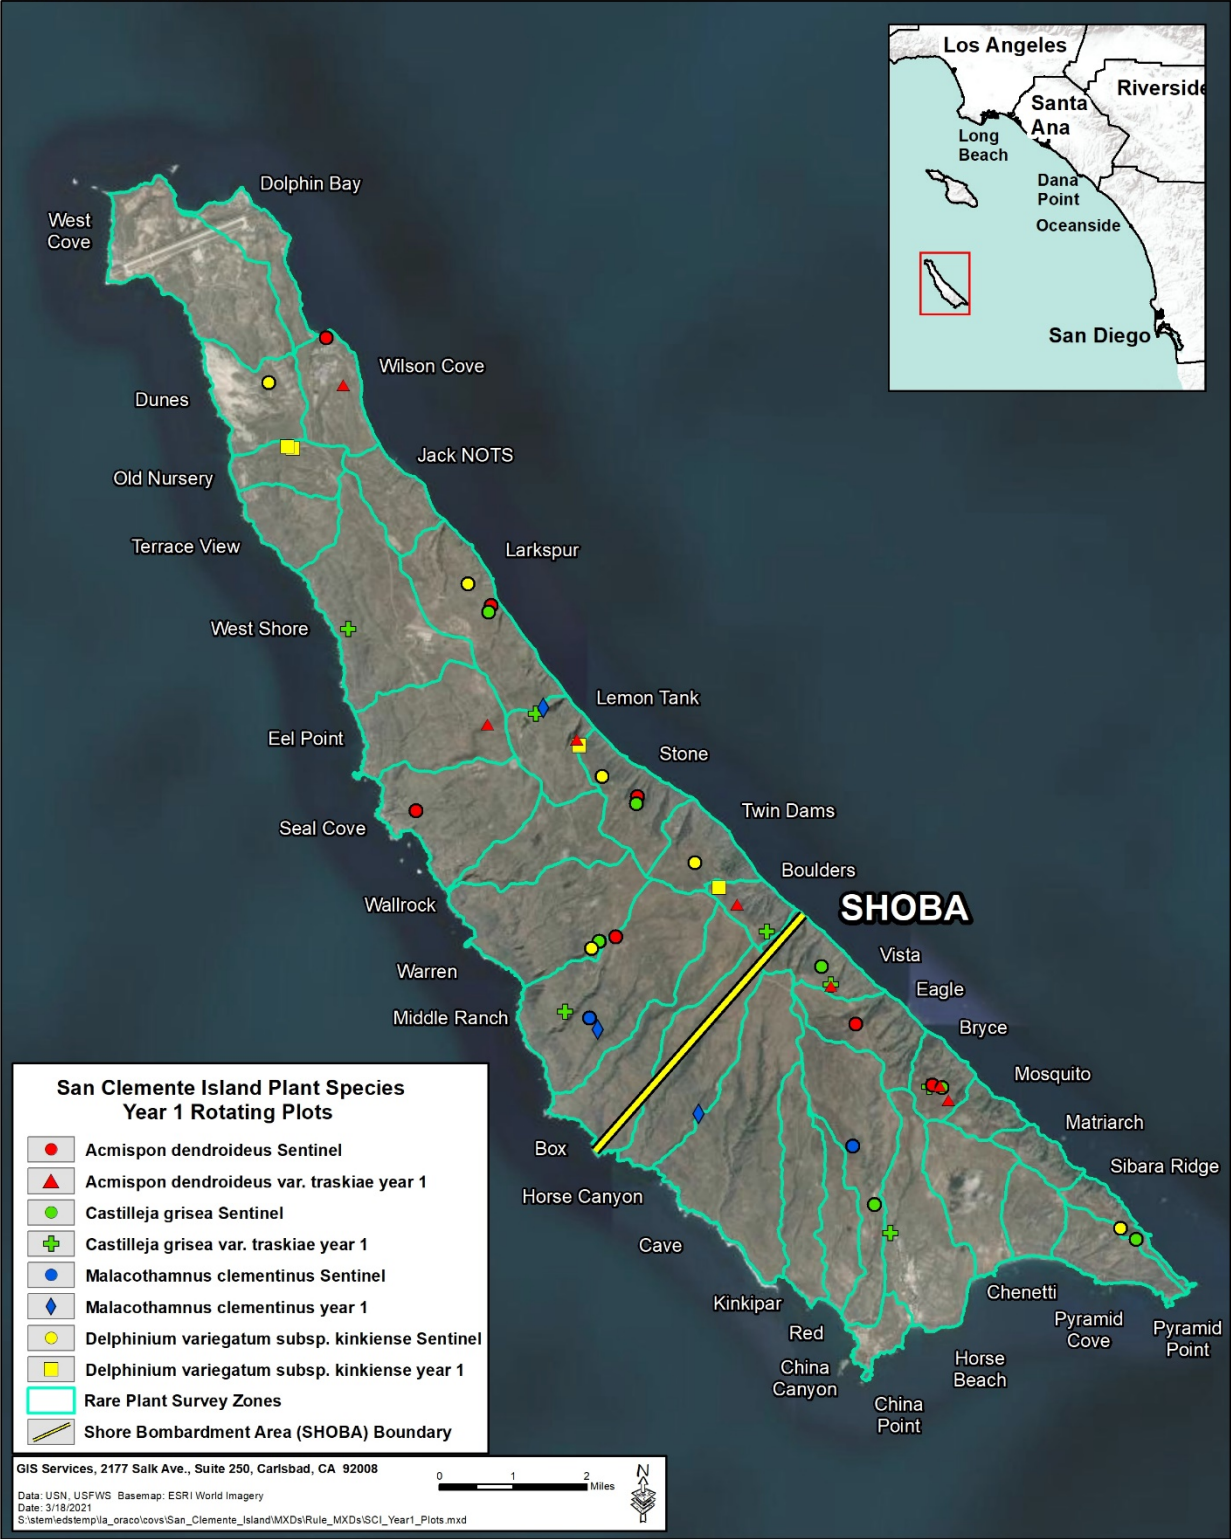 Los Angeles
Riverside
Santa
Ana
Long
Beach
Dana
Point
Oceanside
San Diego
Dolphin Bay
West
Cove
Wilson Cove
Dunes
Jack NOTS
Old Nursery
Terrace View
Larkspur
West Shore
Lemon Tank
Eel Point
Stone
Seal Cove
Twin Dams
Boulders
Wallrock
SHOBA
Vista
Warren
Eagle
Middle Ranch
Bryce
Mosquito
Matriarch
Box
Sibara Ridge
Horse Canyon
Cave
Kinkipar
Chenetti
Red
Pyramid
Cove
Pyramid
Point
China
Canyon
Horse
Beach
China
Point
San Clemente Island Plant Species
Year 1 Rotating Plots
Acmispon dendroideus Sentinel
Acmispon dendroideus var. traskiae year 1
Castilleja grisea Sentinel
Castilleja grisea var. traskiae year 1
Malacothamnus clementinus Sentinel
Malacothamnus clementinus year 1
Delphinium variegatum subsp. kinkiense Sentinel
Delphinium variegatum subsp. kinkiense year 1
Rare Plant Survey Zones
Shore Bombardment Area (SHOBA) Boundary
GIS Services, 2177 Salk Ave., Suite 250, Carlsbad, CA 92008
0 1 2
Miles
N
Data: USN, USFWS Basemap: ESRI World Imagery
Date: 3/18/2021
S:\stem\edstemp\la_oraco\covs\San_Clemente_Island\MXDs\Rule_MXDs\SCI_Year1_Plots.mxd